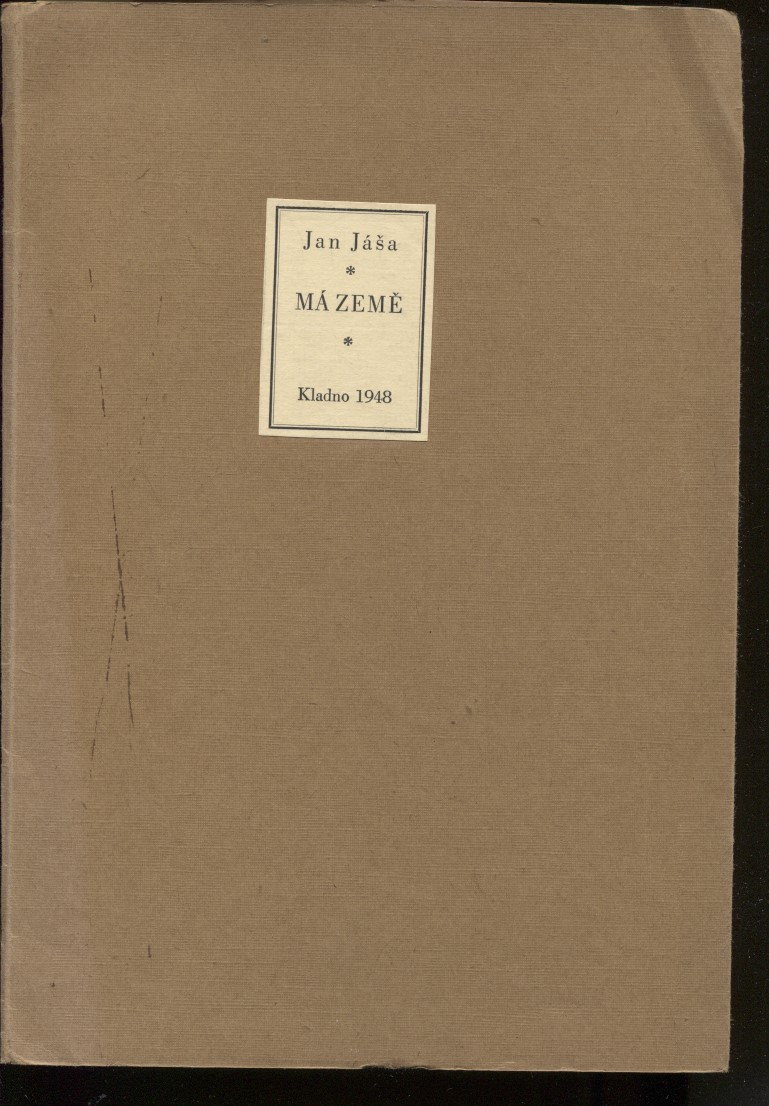 Jan Jáša
*
MÁ ZEMĚ
*
Kladno 1948